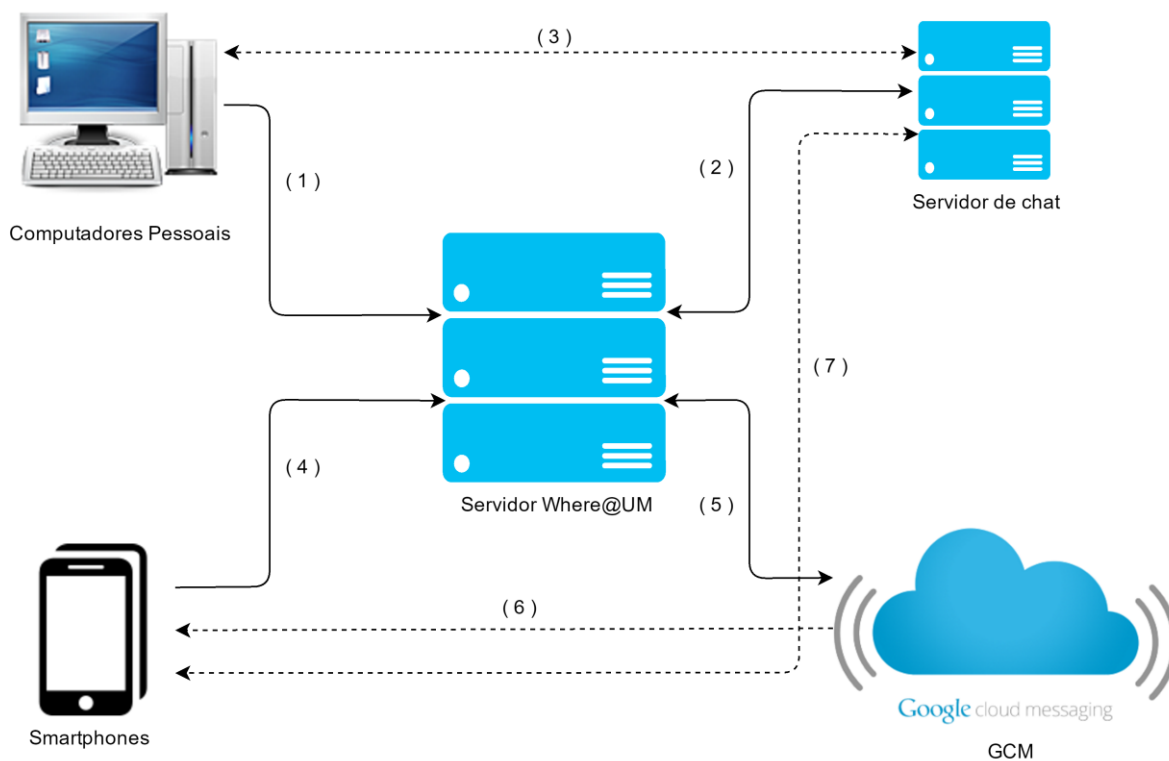 ( 3 )
( 1 )
( 2 )
Servidor de chat
Computadores Pessoais
( 7 )
( 4 )
Servidor Where@UM
( 5 )
( 6 )
Google cloud messaging
Smartphones
GCM